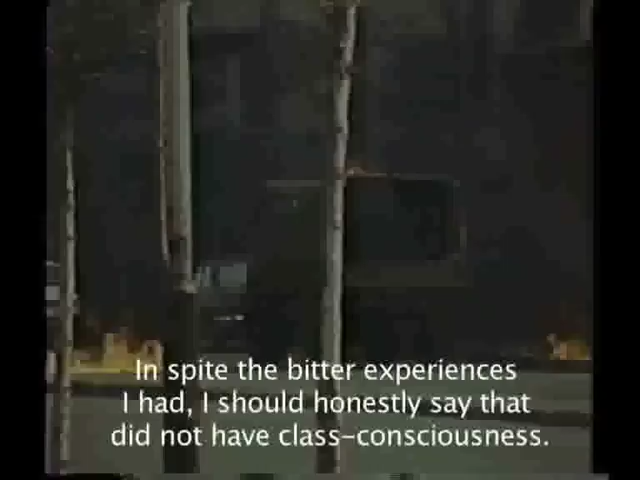 In spite the bitter experiences
I had, I should honestly say that
did not have class-consciousness.